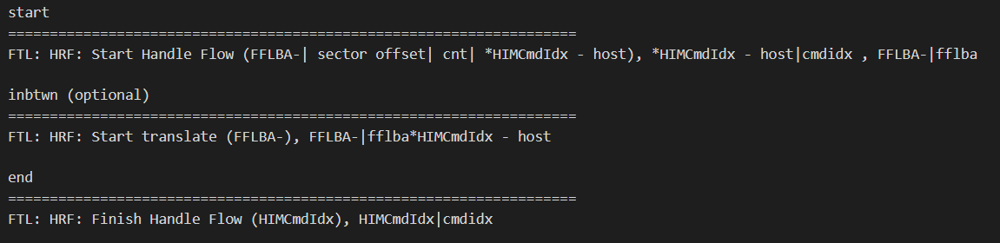 start
====================================================================
FTL: HRF: Start Handle Flow (FFLBA-| sector offset| cnt| *HIMCmdIdx - host), *HIMCmdIdx - host|cmdidx , FFLBA-|fflba
inbtwn (optional)
====================================================================
FTL: HRF: Start translate (FFLBA-), FFLBA-|fflba*HIMCmdIdx - host
end
====================================================================
FTL: HRF: Finish Handle Flow (HIMCmdIdx), HIMCmdIdx|cmdidx